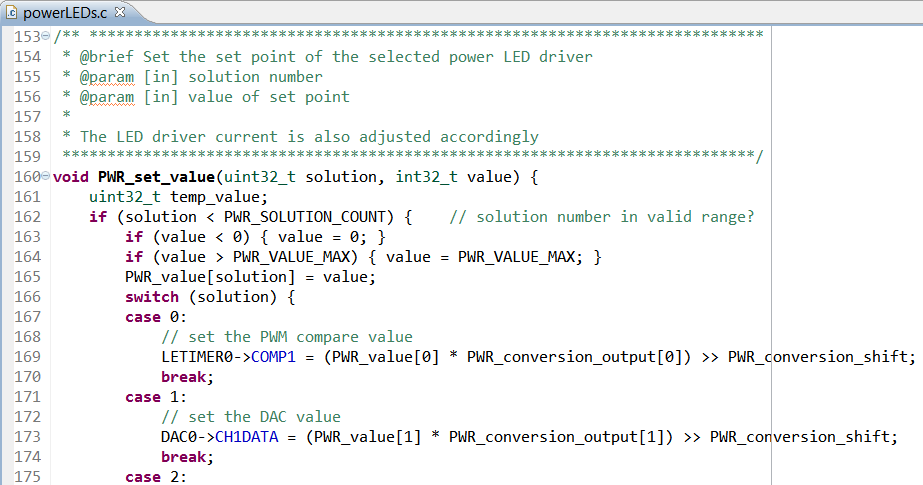 powerLEDs.c
153 /** ***************************************************************************
154  * @brief Set the set point of the selected power LED driver
155  * @param [in] solution number
156  * @param [in] value of set point
157  *
158  * The LED driver current is also adjusted accordingly
159  *****************************************************************************/
160 void PWR_set_value(uint32_t solution, int32_t value) {
161     uint32_t temp_value;
162     if (solution < PWR_SOLUTION_COUNT) {    // solution number in valid range?
163         if (value < 0) { value = 0; }
164         if (value > PWR_VALUE_MAX) { value = PWR_VALUE_MAX; }
165         PWR_value[solution] = value;
166         switch (solution) {
167         case 0:
168             // set the PWM compare value
169             LETIMER0->COMP1 = (PWR_value[0] * PWR_conversion_output[0]) >> PWR_conversion_shift;
170             break;
171         case 1:
172             // set the DAC value
173             DAC0->CH1DATA = (PWR_value[1] * PWR_conversion_output[1]) >> PWR_conversion_shift;
174             break;
175         case 2: